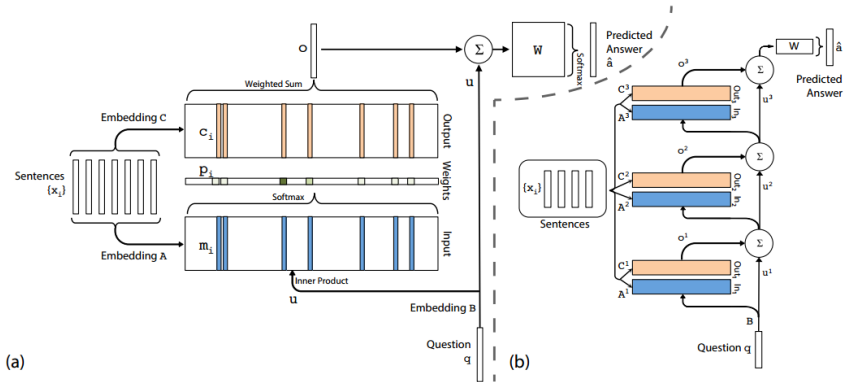 O
Σ
W
Softmax
Predicted
Answer
â
u
Weighted Sum
Embedding C
c_i
Output
Sentences
{x_i}
p_i
Weights
Softmax
m_i
Input
Embedding A
Inner Product
u
Embedding B
Question
q
(a)
(b)
W
â
Predicted
Answer
o³
Σ
C³
Out₃
A³
In₃
u³
o²
Σ
C²
Out₂
A²
In₂
u²
{x_i}
Sentences
o¹
Σ
C¹
Out₁
A¹
In₁
u¹
B
Question q